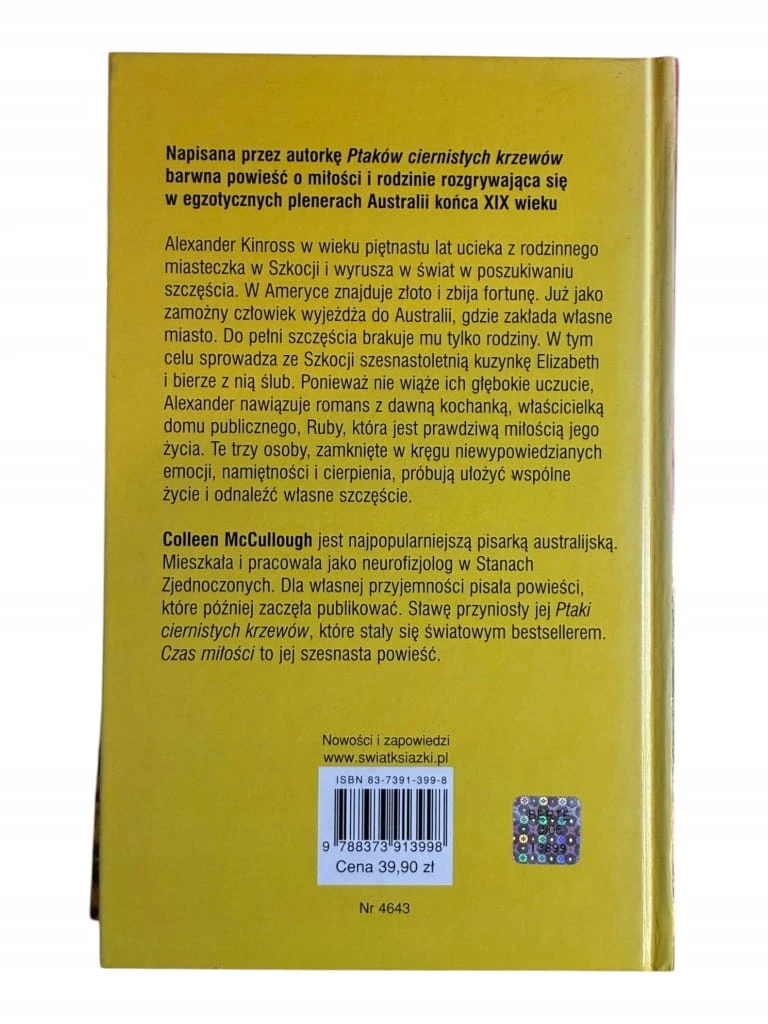 Napisana przez autorkę Ptaków ciernistych krzewów
barwna powieść o miłości i rodzinie rozgrywająca się
w egzotycznych plenerach Australii końca XIX wieku
Alexander Kinross w wieku piętnastu lat ucieka z rodzinnego
miasteczka w Szkocji i wyrusza w świat w poszukiwaniu
szczęścia. W Ameryce znajduje złoto i zbija fortunę. Już jako
zamożny człowiek wyjeżdża do Australii, gdzie zakłada własne
miasto. Do pełni szczęścia brakuje mu tylko rodziny. W tym
celu sprowadza ze Szkocji szesnastoletnią kuzynkę Elizabeth
i bierze z nią ślub. Ponieważ nie wiąże ich głębokie uczucie,
Alexander nawiązuje romans z dawną kochanką, właścicielką
domu publicznego, Ruby, która jest prawdziwą miłością jego
życia. Te trzy osoby, zamknięte w kręgu niewypowiedzianych
emocji, namiętności i cierpienia, próbują ułożyć wspólne
życie i odnaleźć własne szczęście.
Colleen McCullough jest najpopularniejszą pisarką australijską.
Mieszkała i pracowała jako neurofizjolog w Stanach
Zjednoczonych. Dla własnej przyjemności pisała powieści,
które później zaczęła publikować. Sławę przyniosły jej Ptaki
ciernistych krzewów, które stały się światowym bestsellerem.
Czas miłości to jej szesnasta powieść.
Nowości i zapowiedzi
www.swiatksiazki.pl
ISBN 83-7391-399-8
9 788373 913998
Cena 39,90 zł
Nr 4643